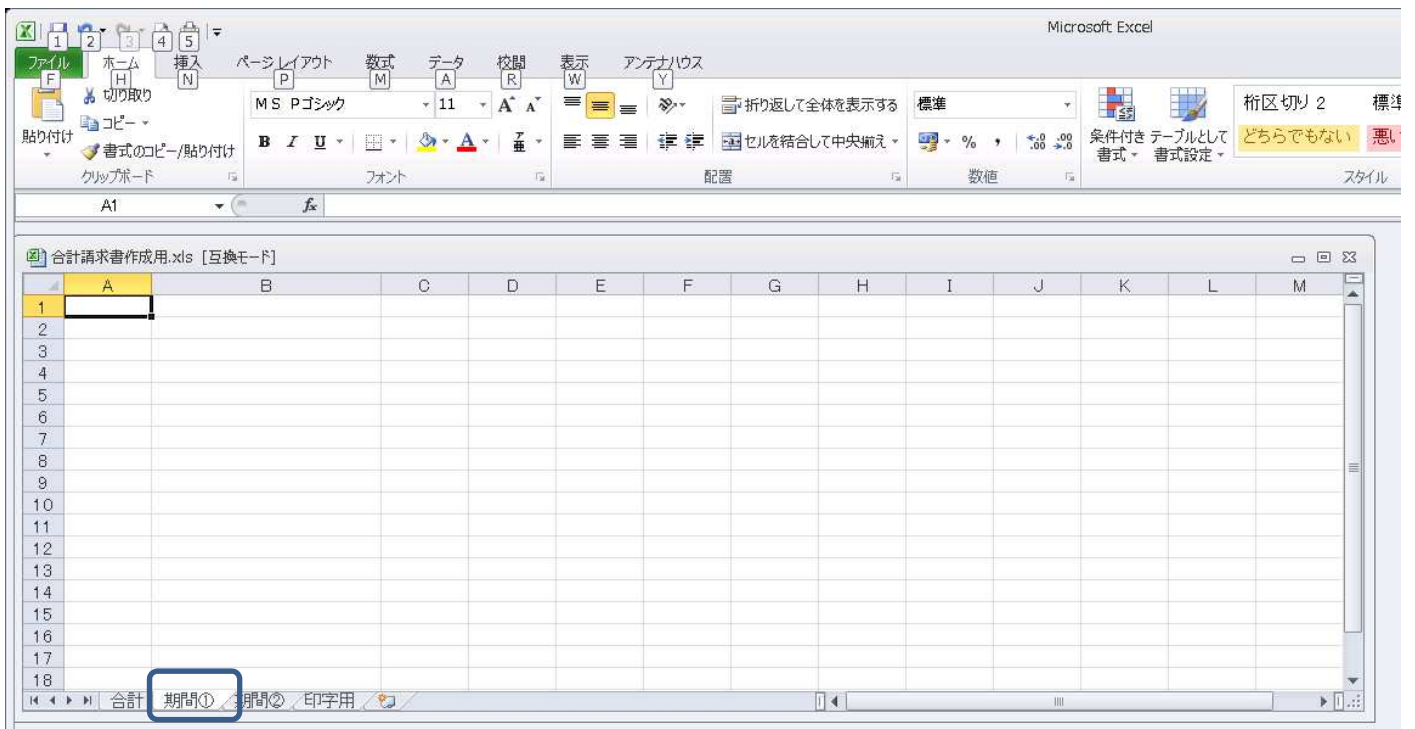 Microsoft Excel
1 2 3 4 5
ファイル ホーム 挿入 ページ レイアウト 数式 データ 校閲 表示 アンテナハウス
F H N P M A R W Y
切り取り
コピー
書式のコピー/貼り付け
貼り付け
クリップボード
ＭＳ Ｐゴシック 11 A A
B I U A
フォント
折り返して全体を表示する
セルを結合して中央揃え
配置
標準
% , .0 .00 .00 .0
数値
条件付き書式 テーブルとして書式設定
桁区切り 2 標準
どちらでもない 悪い
スタイル
A1 fx
合計請求書作成用.xls [互換モード]
A B C D E F G H I J K L M
1
2
3
4
5
6
7
8
9
10
11
12
13
14
15
16
17
18
合計 期間① 期間② 印字用